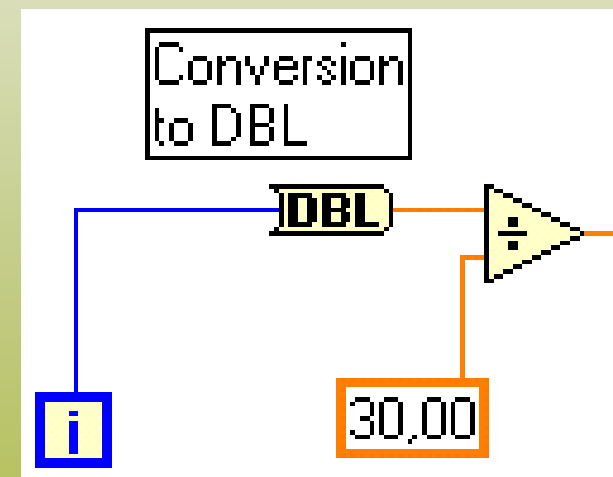 Conversion
to DBL
DBL
÷
i
30,00